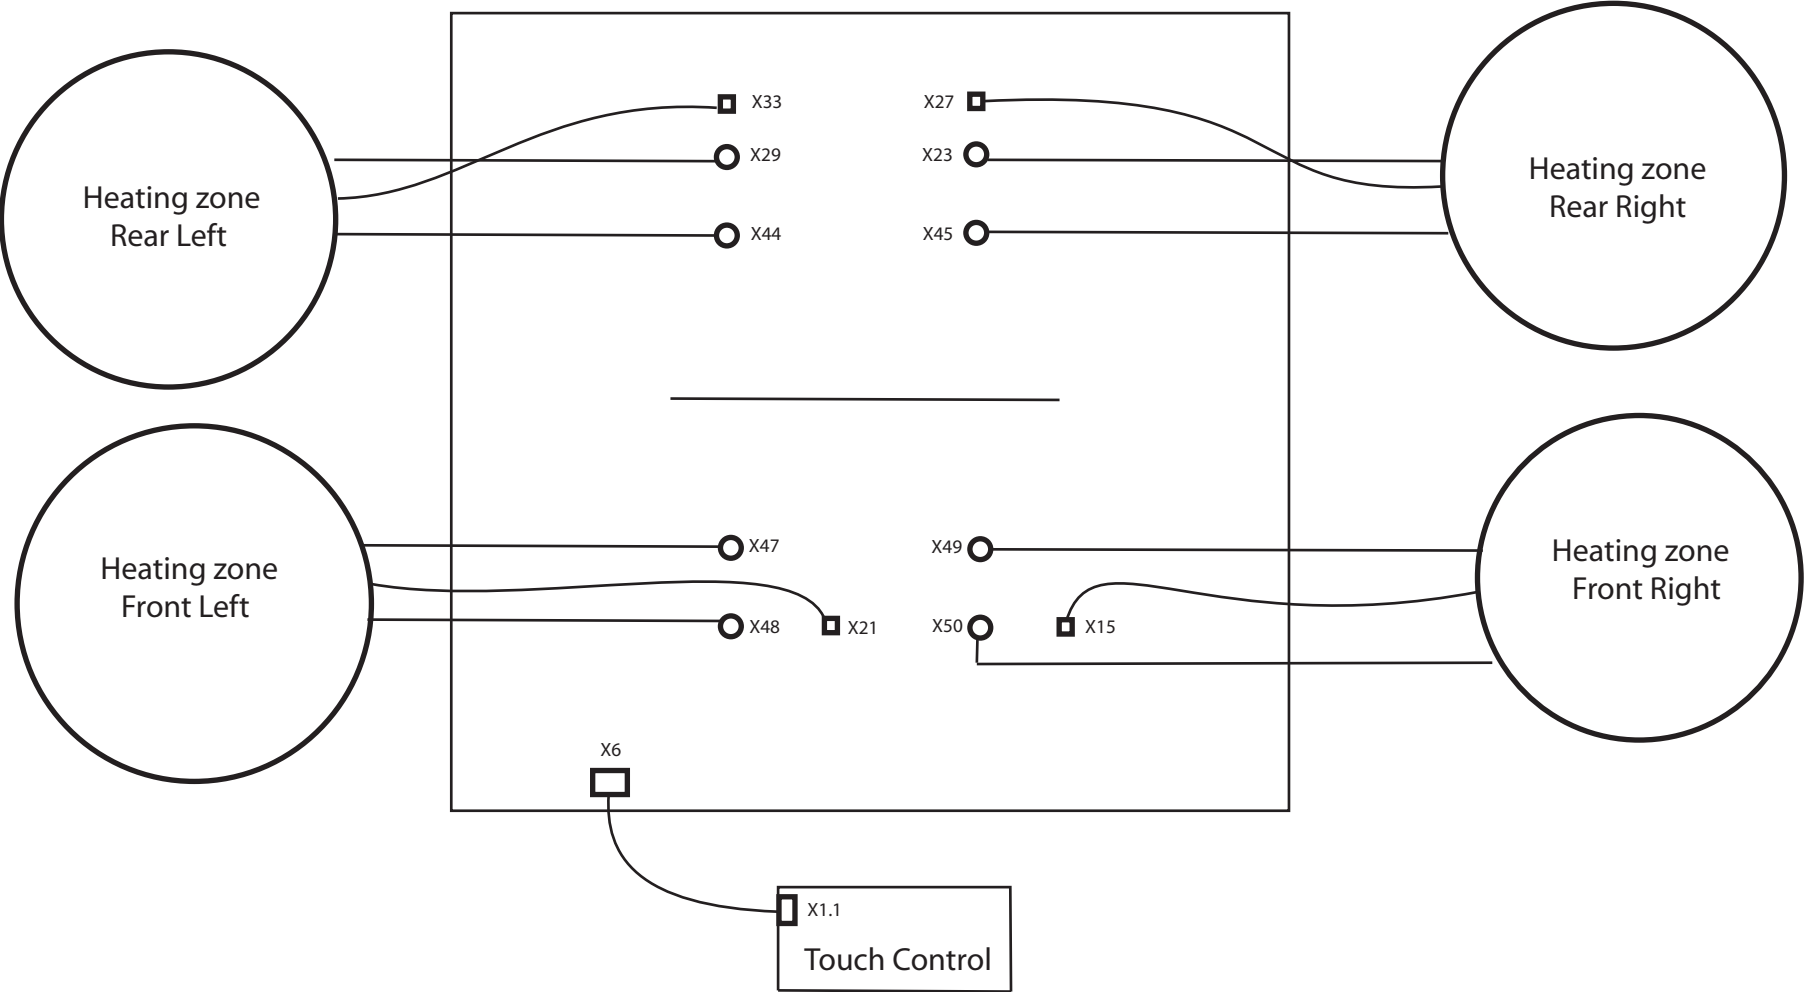 X33
X27
X29
X23
Heating zone
Rear Left
Heating zone
Rear Right
X44
X45
X47
X49
Heating zone
Front Left
Heating zone
Front Right
X48
X21
X50
X15
X6
X1.1
Touch Control